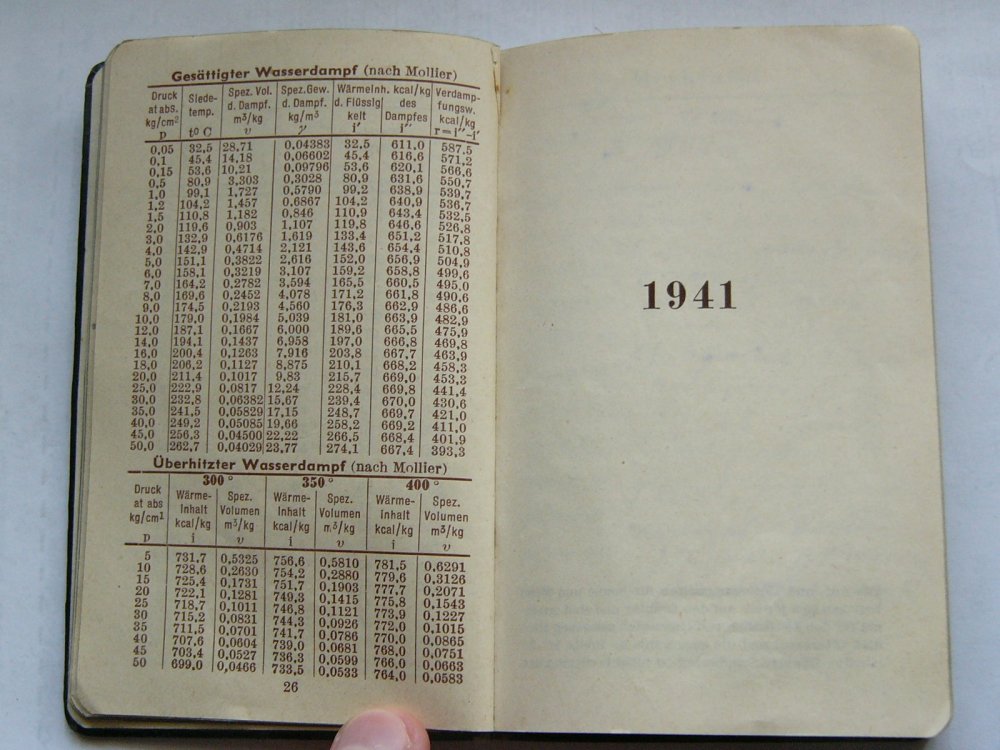 Gesättigter Wasserdampf (nach Mollier)
Druck at abs. kg/cm² p | Siede- temp. t° C | Spez. Vol. d. Dampf. m³/kg v | Spez.Gew. d. Dampf. kg/m³ γ | Wärmeinh. kcal/kg d. Flüssig keit i′ | des Dampfes i″ | Verdamp- fungsw. kcal/kg r=i″–i′
0,05 32,5 28,71 0,04383 32,5 611,0 587,5
0,1 45,4 14,18 0,06602 45,4 616,6 571,2
0,15 53,6 10,21 0,09796 53,6 620,1 566,6
0,5 80,9 3,303 0,3028 80,9 631,6 550,7
1,0 99,1 1,727 0,5790 99,2 638,9 539,7
1,2 104,2 1,457 0,6867 104,2 640,9 536,7
1,5 110,8 1,182 0,846 110,9 643,4 532,5
2,0 119,6 0,903 1,107 119,8 646,6 526,8
3,0 132,9 0,6176 1,619 133,4 651,2 517,8
4,0 142,9 0,4714 2,121 143,6 654,4 510,8
5,0 151,1 0,3822 2,616 152,0 656,9 504,9
6,0 158,1 0,3219 3,107 159,2 658,8 499,6
7,0 164,2 0,2782 3,594 165,5 660,5 495,0
8,0 169,6 0,2452 4,078 171,2 661,8 490,6
9,0 174,5 0,2193 4,560 176,3 662,9 486,6
10,0 179,0 0,1984 5,039 181,0 663,9 482,9
12,0 187,1 0,1667 6,000 189,6 665,5 475,9
14,0 194,1 0,1437 6,958 197,0 666,8 469,8
16,0 200,4 0,1263 7,916 203,8 667,7 463,9
18,0 206,2 0,1127 8,875 210,1 668,2 458,3
20,0 211,4 0,1017 9,83 215,7 669,0 453,3
25,0 222,9 0,0817 12,24 228,4 669,8 441,4
30,0 232,8 0,06382 15,67 239,4 670,0 430,6
35,0 241,5 0,05829 17,15 248,7 669,7 421,0
40,0 249,2 0,05085 19,66 258,2 669,2 411,0
45,0 256,3 0,04500 22,22 266,5 668,4 401,9
50,0 262,7 0,04029 23,77 274,1 667,4 393,3
Überhitzter Wasserdampf (nach Mollier)
300° 350° 400°
Druck at abs kg/cm¹ p | Wärme- Inhalt kcal/kg i | Spez. Volumen m³/kg v | Wärme- Inhalt kcal/kg i | Spez. Volumen m³/kg v | Wärme- Inhalt kcal/kg i | Spez. Volumen m³/kg v
5 731,7 0,5325 756,6 0,5810 781,5 0,6291
10 728,6 0,2630 754,2 0,2880 779,6 0,3126
15 725,4 0,1731 751,7 0,1903 777,7 0,2071
20 722,1 0,1281 749,3 0,1415 775,8 0,1543
25 718,7 0,1011 746,8 0,1121 773,9 0,1227
30 715,2 0,0831 744,3 0,0926 772,0 0,1015
35 711,5 0,0701 741,7 0,0786 770,0 0,0865
40 707,6 0,0604 739,0 0,0681 768,0 0,0751
45 703,4 0,0527 736,3 0,0599 766,0 0,0663
50 699,0 0,0466 733,5 0,0533 764,0 0,0583
26
1941